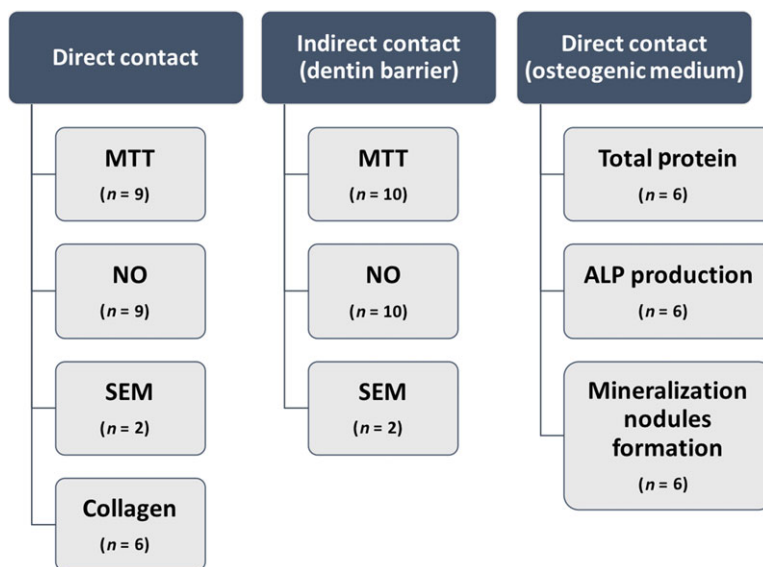 Direct contact
MTT
(n = 9)
NO
(n = 9)
SEM
(n = 2)
Collagen
(n = 6)
Indirect contact
(dentin barrier)
MTT
(n = 10)
NO
(n = 10)
SEM
(n = 2)
Direct contact
(osteogenic medium)
Total protein
(n = 6)
ALP production
(n = 6)
Mineralization
nodules
formation
(n = 6)